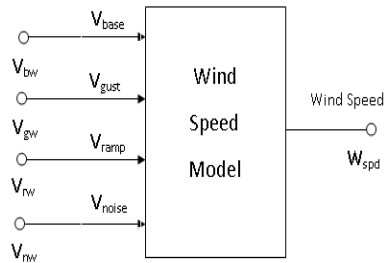 V_base
V_bw
V_gust
V_gw
V_ramp
V_rw
V_noise
V_nw
Wind
Speed
Model
Wind Speed
W_spd